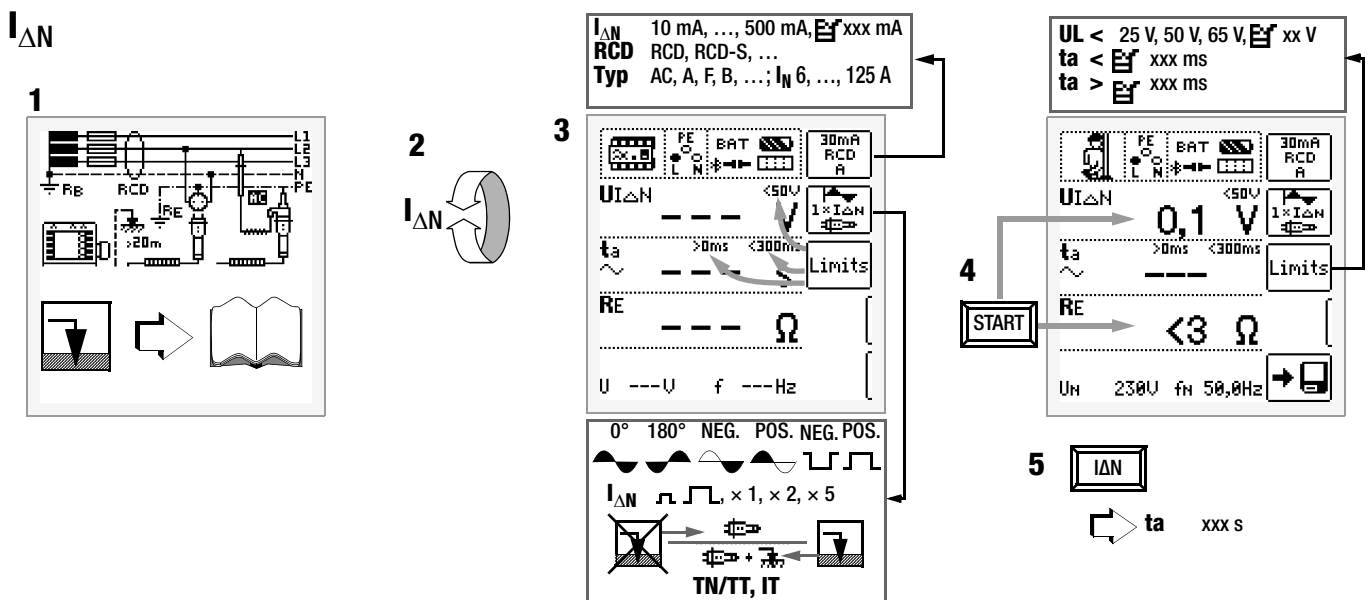 IΔN
1
L1
L2
L3
N
PE
RB
RCD
RE
>20m
2
IΔN
IΔN 10 mA, …, 500 mA, xxx mA
RCD RCD, RCD-S, …
Typ AC, A, F, B, …; IN 6, …, 125 A
3
PE
L N
BAT
30mA
RCD
A
UIΔN
<50V
--- V
1×IΔN
ta
>0ms <300ms
--- s
Limits
RE
--- Ω
U ---V f ---Hz
0° 180° NEG. POS. NEG. POS.
IΔN , × 1, × 2, × 5
+
TN/TT, IT
UL < 25 V, 50 V, 65 V, xx V
ta < xxx ms
ta > xxx ms
4
START
PE
L N
BAT
30mA
RCD
A
UIΔN
<50V
0,1 V
1×IΔN
ta
>0ms <300ms
---
Limits
RE
<3 Ω
UN 230V fN 50,0Hz
5
IΔN
ta xxx s